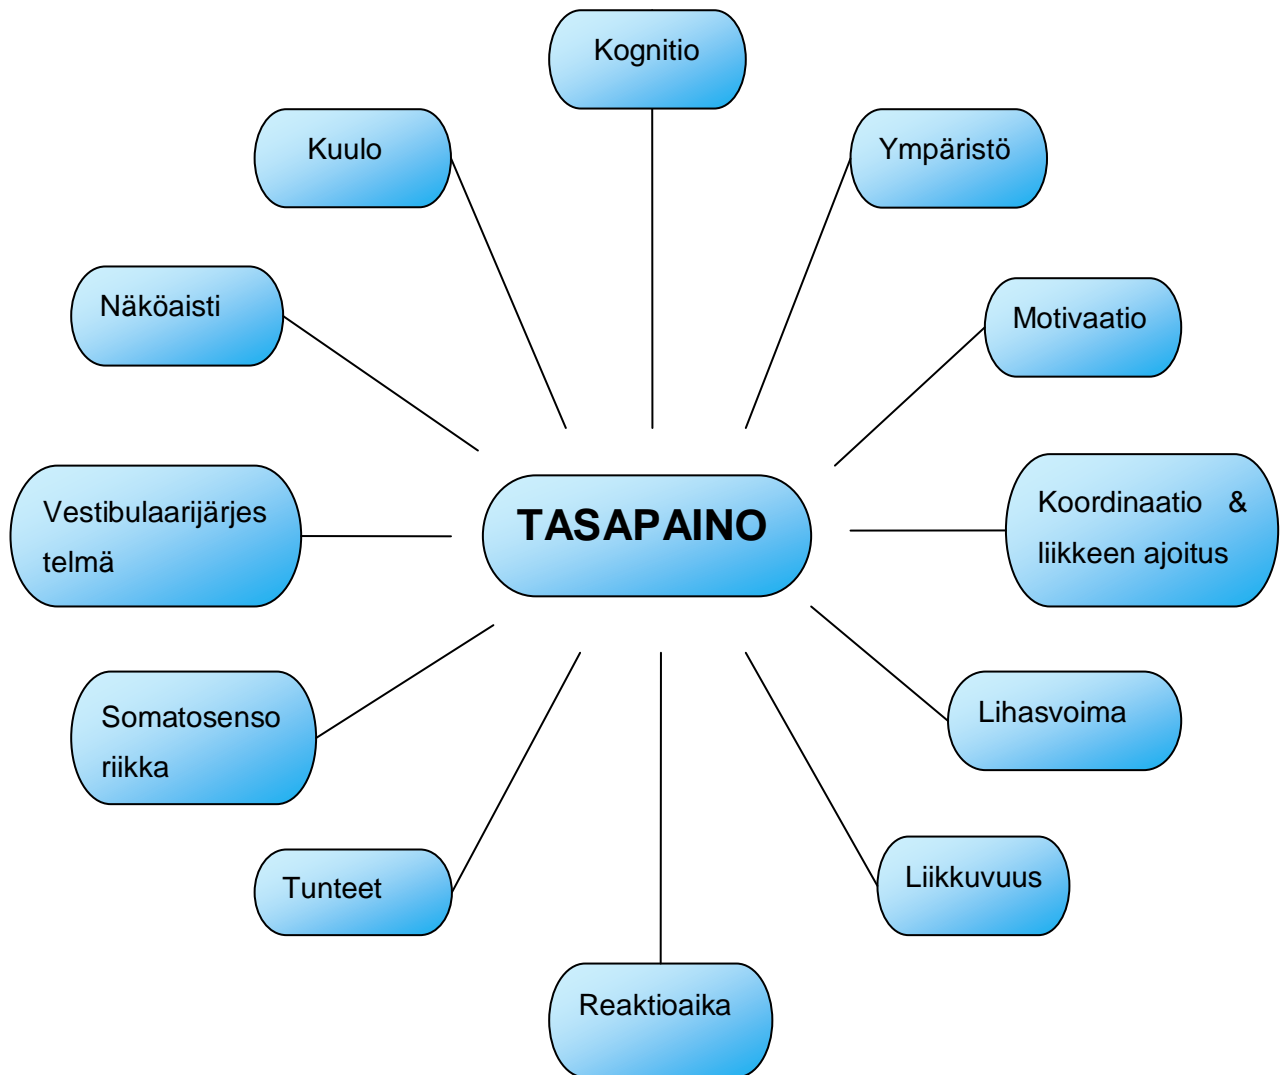 Kognitio
Kuulo
Ympäristö
Näköaisti
Motivaatio
Vestibulaarijärjes
telmä
TASAPAINO
Koordinaatio &
liikkeen ajoitus
Somatosenso
riikka
Lihasvoima
Tunteet
Liikkuvuus
Reaktioaika